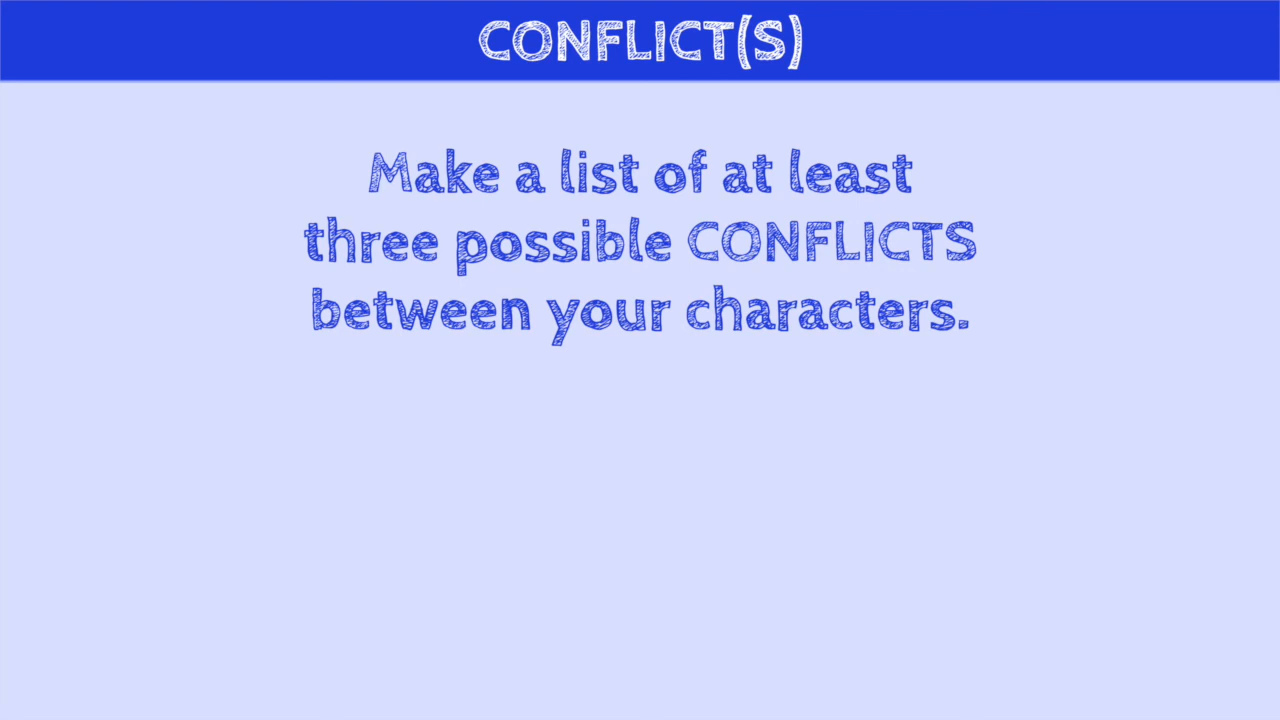 CONFLICT(S)
Make a list of at least
three possible CONFLICTS
between your characters.